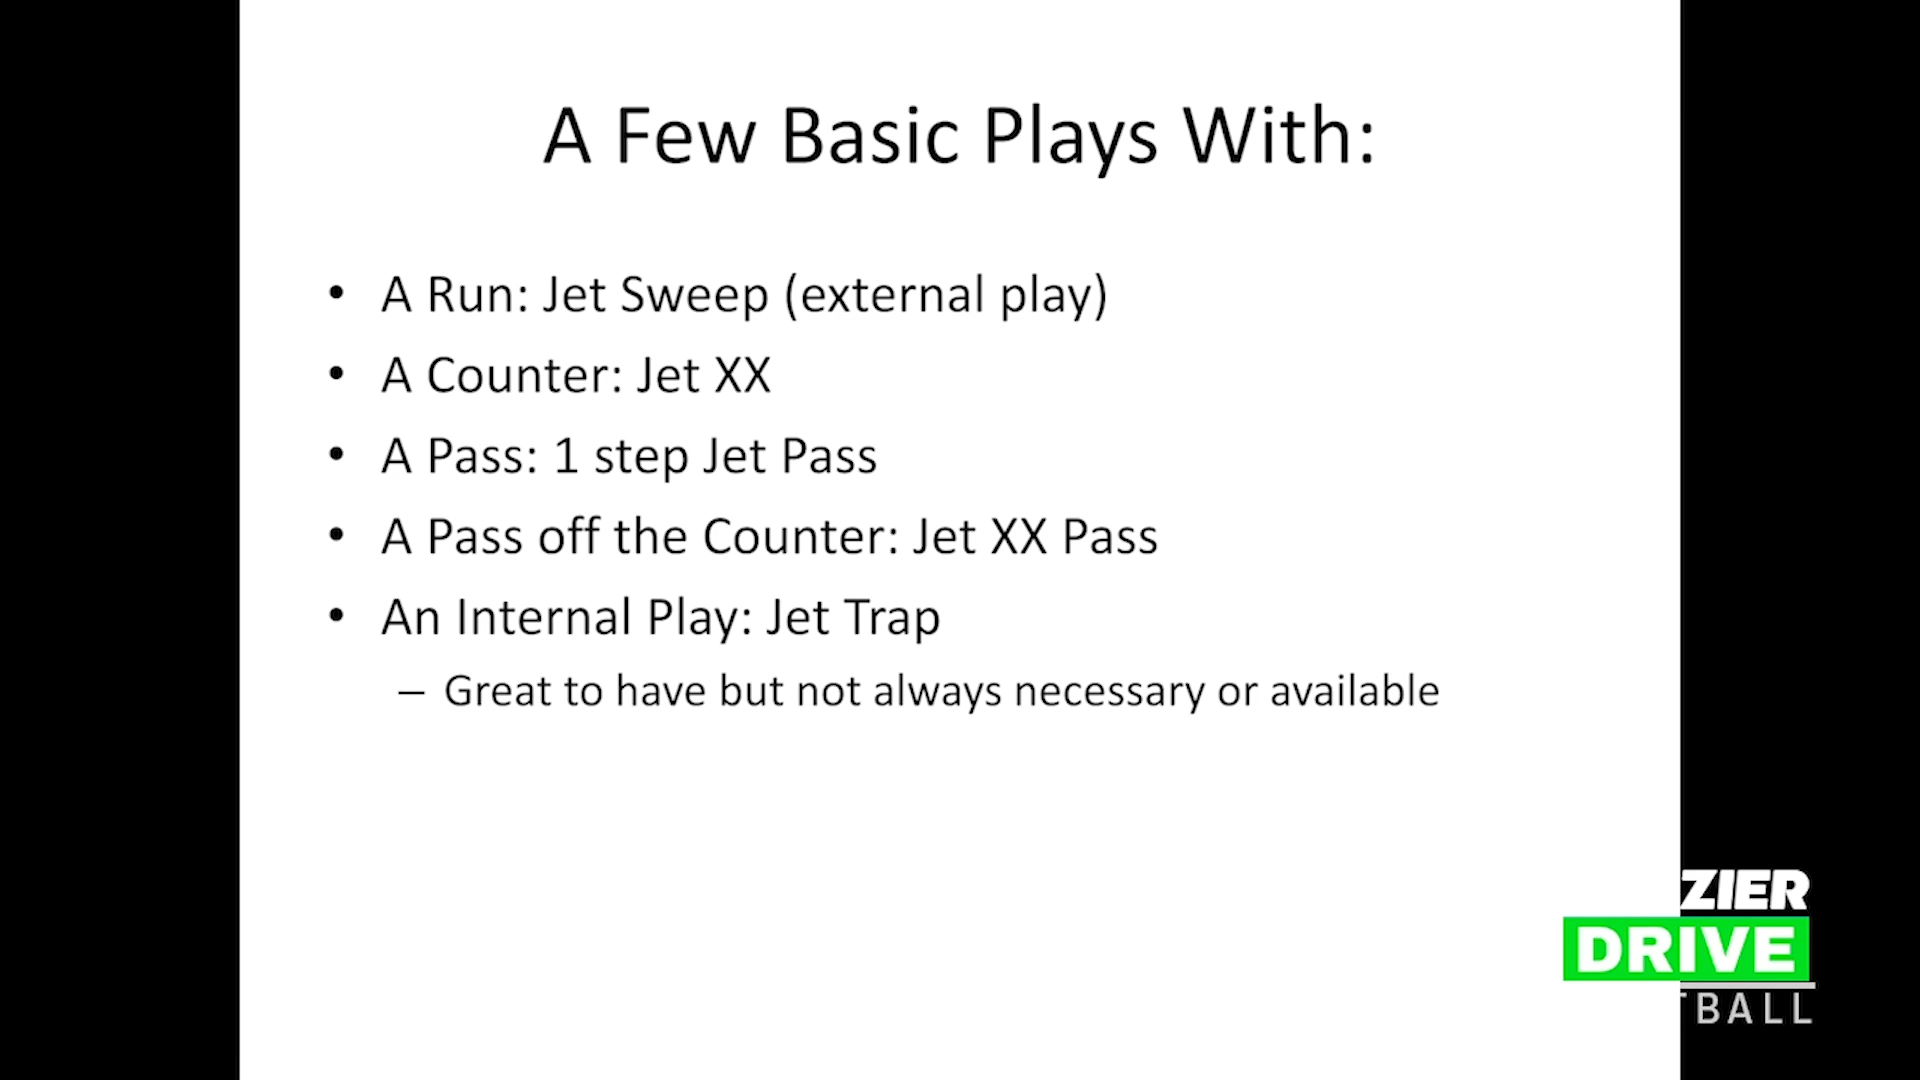 A Few Basic Plays With:
• A Run: Jet Sweep (external play)
• A Counter: Jet XX
• A Pass: 1 step Jet Pass
• A Pass off the Counter: Jet XX Pass
• An Internal Play: Jet Trap
– Great to have but not always necessary or available
ZIER
DRIVE
TBALL